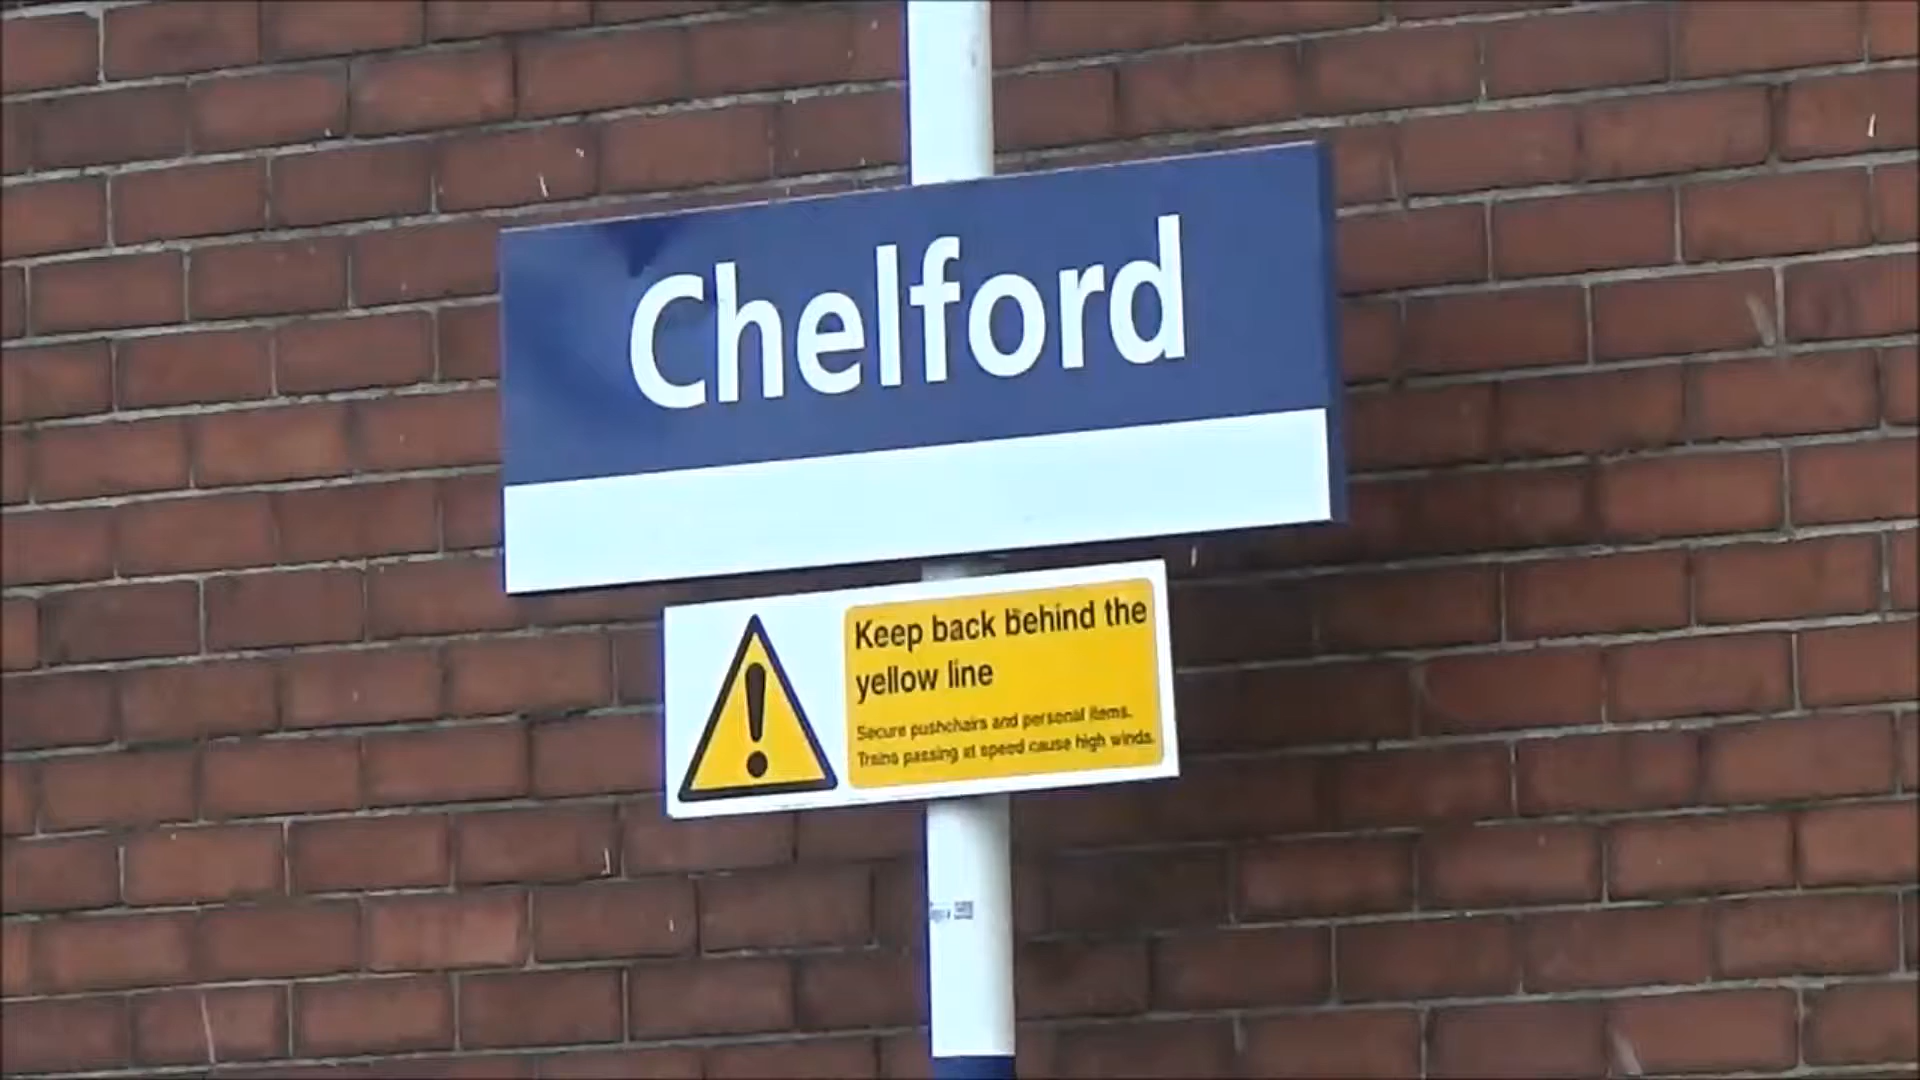 Chelford
Keep back behind the
yellow line
Secure pushchairs and personal items.
Trains passing at speed cause high winds.